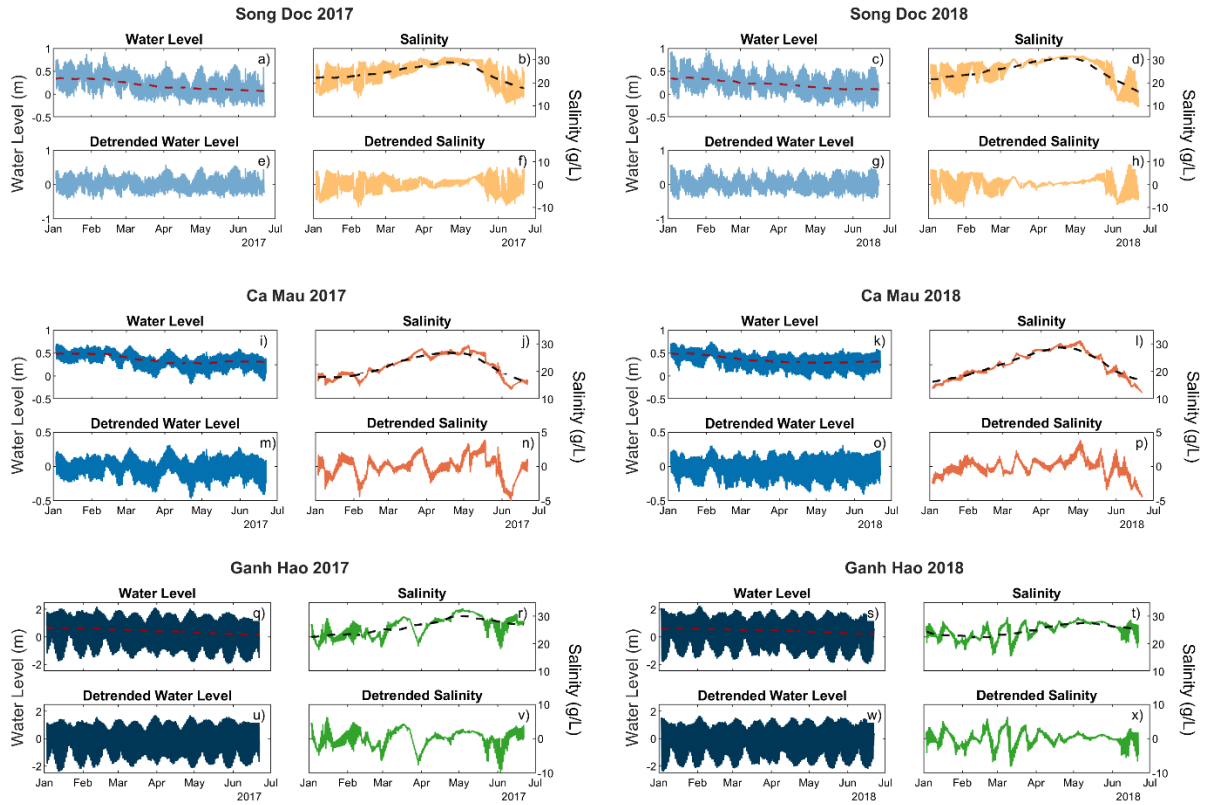 Song Doc 2017
Song Doc 2018
Water Level
Salinity
Water Level
Salinity
a)
b)
c)
d)
1
0.5
0
-0.5
30
20
10
1
0.5
0
-0.5
30
20
10
Water Level (m)
Salinity (g/L)
Water Level (m)
Salinity (g/L)
Detrended Water Level
Detrended Salinity
Detrended Water Level
Detrended Salinity
e)
f)
g)
h)
1
0
-1
10
0
-10
1
0
-1
10
0
-10
Jan Feb Mar Apr May Jun Jul
2017
Jan Feb Mar Apr May Jun Jul
2017
Jan Feb Mar Apr May Jun Jul
2018
Jan Feb Mar Apr May Jun Jul
2018
Ca Mau 2017
Ca Mau 2018
Water Level
Salinity
Water Level
Salinity
i)
j)
k)
l)
1
0.5
0
-0.5
30
20
10
1
0.5
0
-0.5
30
20
10
Water Level (m)
Salinity (g/L)
Water Level (m)
Salinity (g/L)
Detrended Water Level
Detrended Salinity
Detrended Water Level
Detrended Salinity
m)
n)
o)
p)
0.5
0
-0.5
5
0
-5
0.5
0
-0.5
5
0
-5
Jan Feb Mar Apr May Jun Jul
2017
Jan Feb Mar Apr May Jun Jul
2017
Jan Feb Mar Apr May Jun Jul
2018
Jan Feb Mar Apr May Jun Jul
2018
Ganh Hao 2017
Ganh Hao 2018
Water Level
Salinity
Water Level
Salinity
q)
r)
s)
t)
2
0
-2
30
20
10
2
0
-2
30
20
10
Water Level (m)
Salinity (g/L)
Water Level (m)
Salinity (g/L)
Detrended Water Level
Detrended Salinity
Detrended Water Level
Detrended Salinity
u)
v)
w)
x)
2
0
-2
10
0
-10
2
0
-2
10
0
-10
Jan Feb Mar Apr May Jun Jul
2017
Jan Feb Mar Apr May Jun Jul
2017
Jan Feb Mar Apr May Jun Jul
2018
Jan Feb Mar Apr May Jun Jul
2018